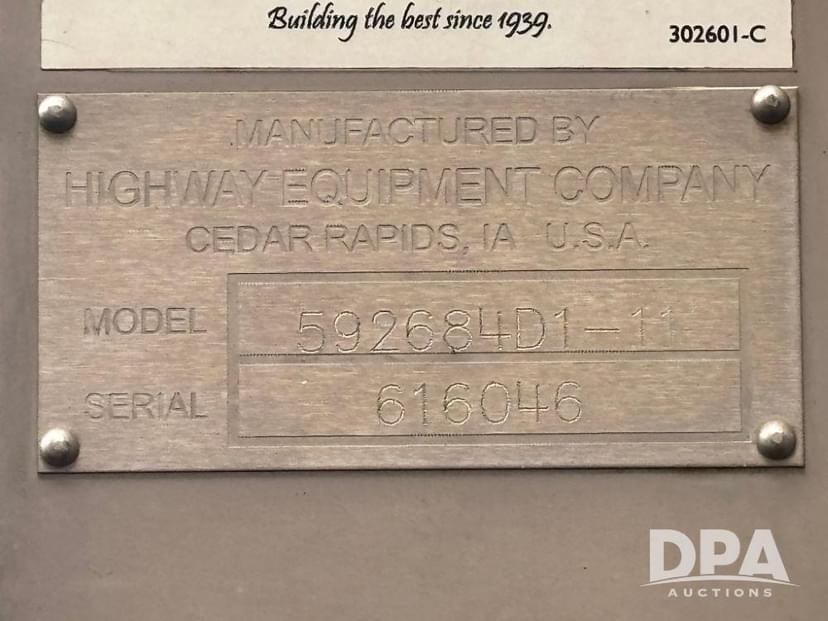 Building the best since 1939.
302601-C
MANUFACTURED BY
HIGHWAY EQUIPMENT COMPANY
CEDAR RAPIDS, IA U.S.A.
MODEL 592684D1-11
SERIAL 616046
DPA
AUCTIONS